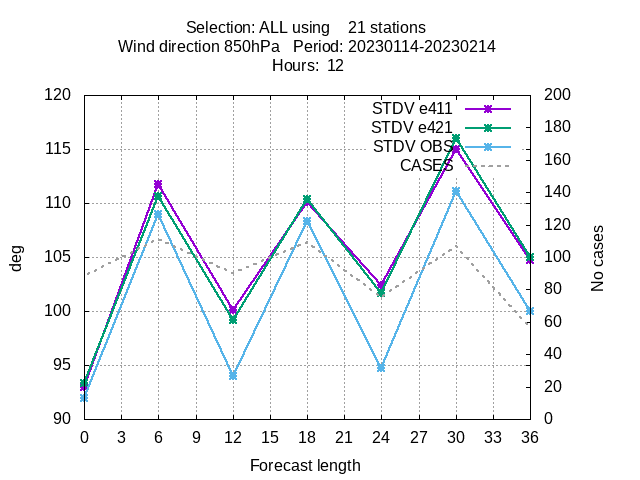 Selection: ALL using    21 stations
Wind direction 850hPa   Period: 20230114-20230214
Hours:  12
120 200
STDV e411
STDV e421
STDV OBS
CASES
115 180
110 160
105 140
100 120
95 100
90 80
60
40
20
0
deg
No cases
0 3 6 9 12 15 18 21 24 27 30 33 36
Forecast length